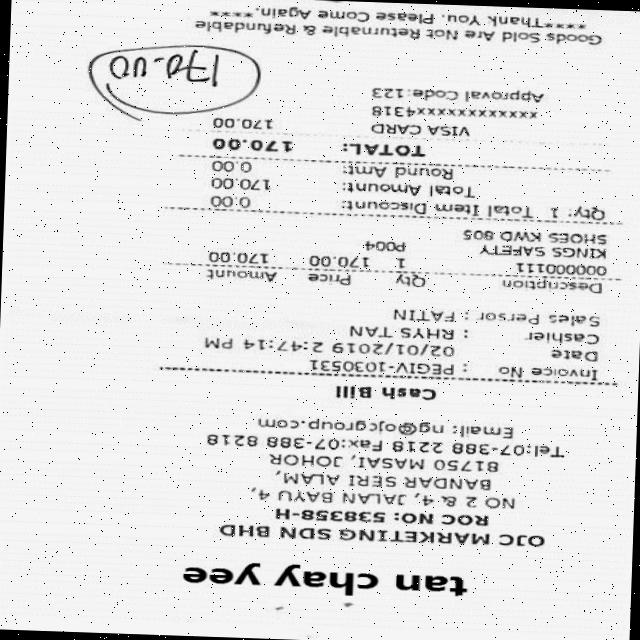 tan chay yee
OJC MARKETING SDN BHD
ROC NO: 538358-H
NO 2 & 4, JALAN BAYU 4,
BANDAR SERI ALAM,
81750 MASAI, JOHOR
Tel:07-388 2218 Fax:07-388 8218
Email: ng@ojcgroup.com
Cash Bill
Invoice No : PEGIV-1030531
Date 02/01/2019 2:47:14 PM
Cashier : RHYS TAN
Sales Persor : FATIN
Description Qty Price Amount
000000111 1 170.00 170.00
KINGS SAFETY P004
SHOES KWD 805
Qty: 1 Total Item Discount: 0.00
Total Amount: 170.00
Round Amt: 0.00
TOTAL: 170.00
VISA CARD 170.00
xxxxxxxxxxxx4318
Approval Code:123
170-00
Goods Sold Are Not Returnable & Refundable
****Thank You. Please Come Again.****